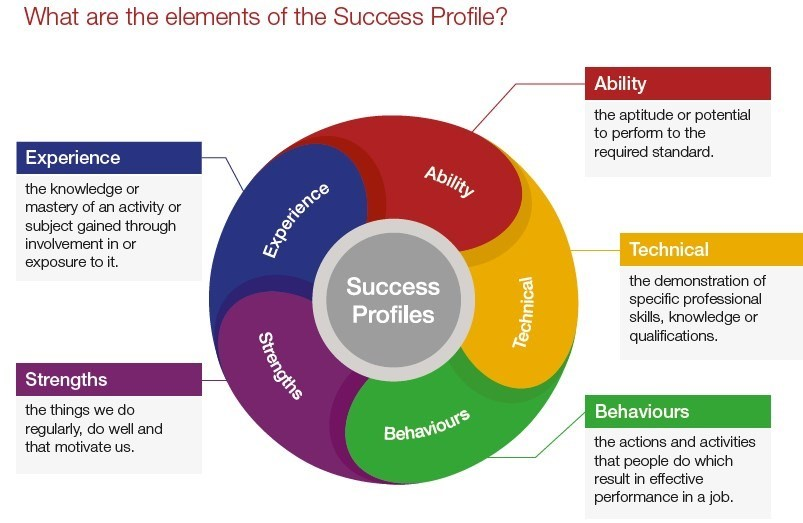 What are the elements of the Success Profile?
Ability
the aptitude or potential
to perform to the
required standard.
Experience
the knowledge or
mastery of an activity or
subject gained through
involvement in or
exposure to it.
Technical
the demonstration of
specific professional
skills, knowledge or
qualifications.
Strengths
the things we do
regularly, do well and
that motivate us.
Behaviours
the actions and activities
that people do which
result in effective
performance in a job.
Ability
Experience
Technical
Strengths
Behaviours
Success
Profiles